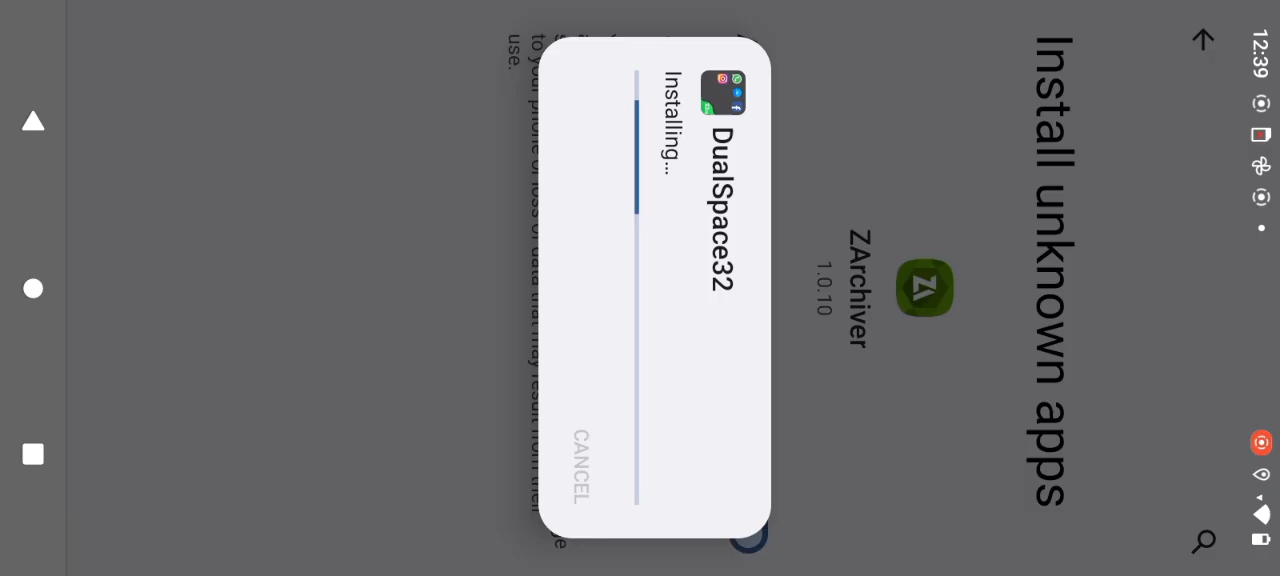 12:39
Install unknown apps
ZArchiver
1.0.10
DualSpace32
Installing...
CANCEL
to your phone or loss of data that may result from their
use.